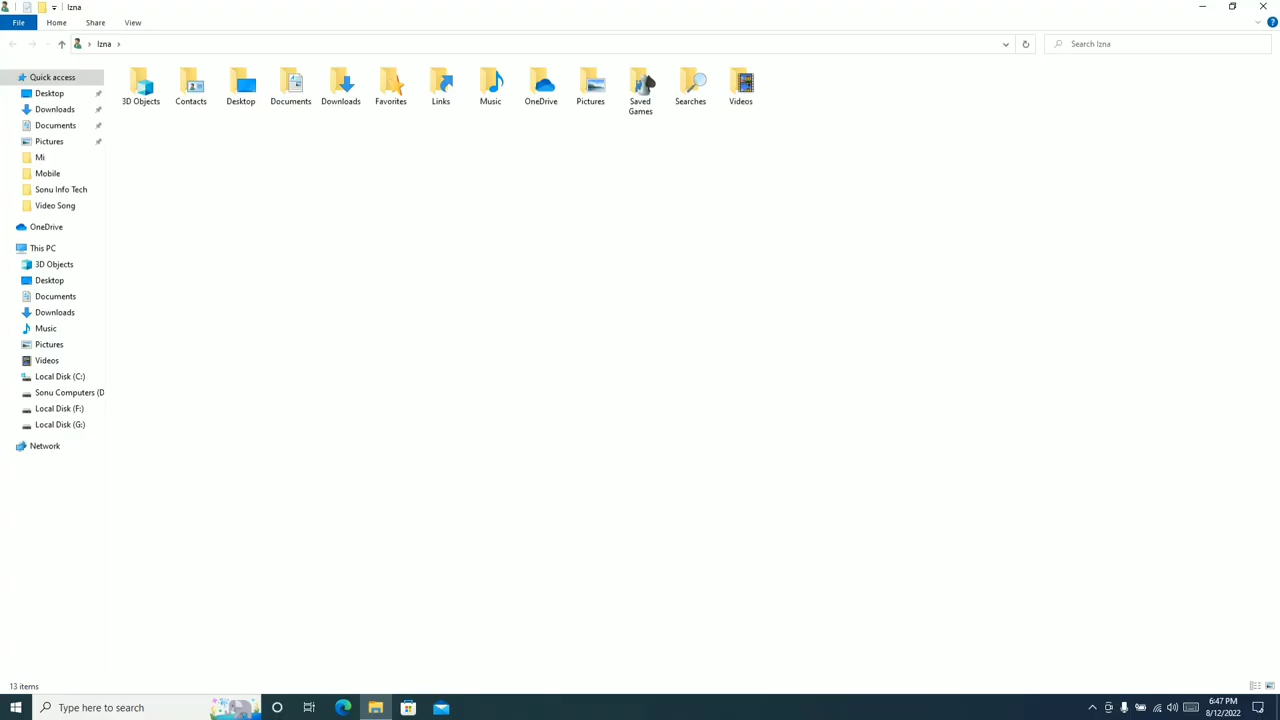 Izna
File Home Share View
Izna
Search Izna
Quick access
Desktop
Downloads
Documents
Pictures
Mi
Mobile
Sonu Info Tech
Video Song
OneDrive
This PC
3D Objects
Desktop
Documents
Downloads
Music
Pictures
Videos
Local Disk (C:)
Sonu Computers (D
Local Disk (F:)
Local Disk (G:)
Network
3D Objects Contacts Desktop Documents Downloads Favorites Links Music OneDrive Pictures Saved Searches Videos
Games
13 items
Type here to search
6:47 PM
8/12/2022